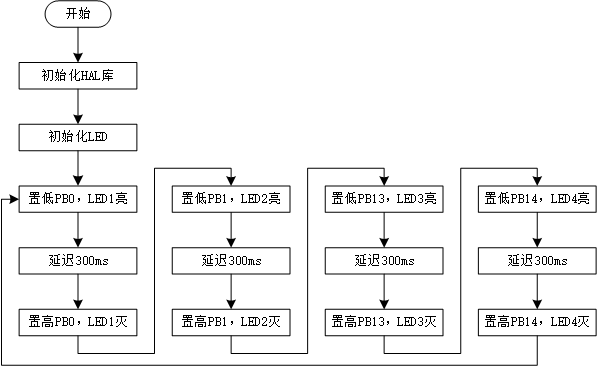 开始
初始化HAL库
初始化LED
置低PB0，LED1亮
延迟300ms
置高PB0，LED1灭
置低PB1，LED2亮
延迟300ms
置高PB1，LED2灭
置低PB13，LED3亮
延迟300ms
置高PB13，LED3灭
置低PB14，LED4亮
延迟300ms
置高PB14，LED4灭